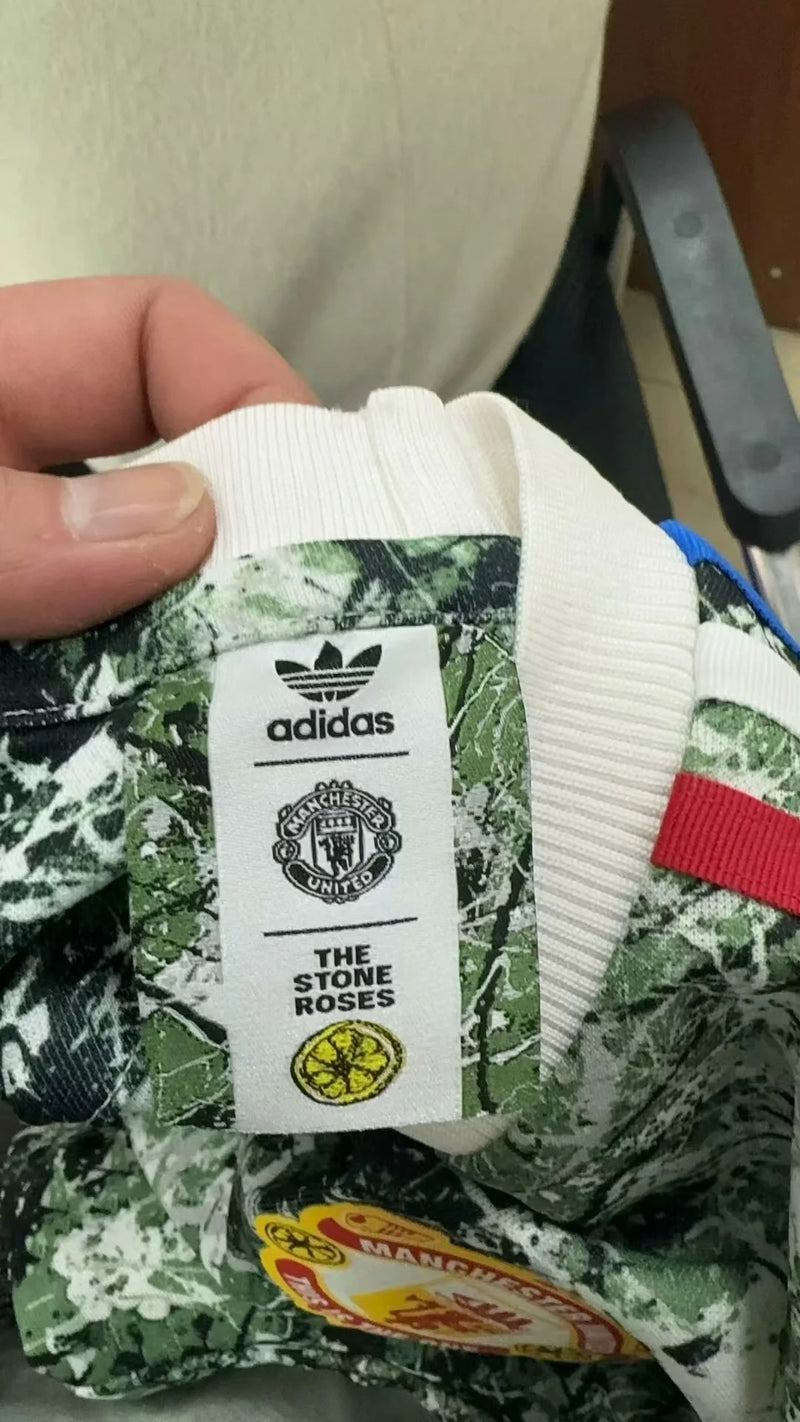 adidas
MANCHESTER
UNITED
THE
STONE
ROSES
MANCHESTER